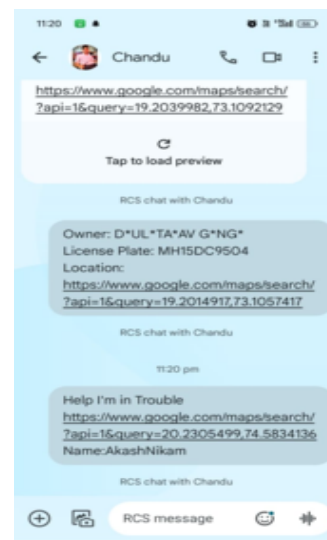 11:20
Chandu
https://www.google.com/maps/search/
?api=1&query=19.2039982,73.1092129
Tap to load preview
RCS chat with Chandu
Owner: D*UL*TA*AV G*NG*
License Plate: MH15DC9504
Location:
https://www.google.com/maps/search/
?api=1&query=19.2014917,73.1057417
RCS chat with Chandu
11:20 pm
Help I'm in Trouble
https://www.google.com/maps/search/
?api=1&query=20.2305499,74.5834136
Name:AkashNikam
RCS chat with Chandu
RCS message